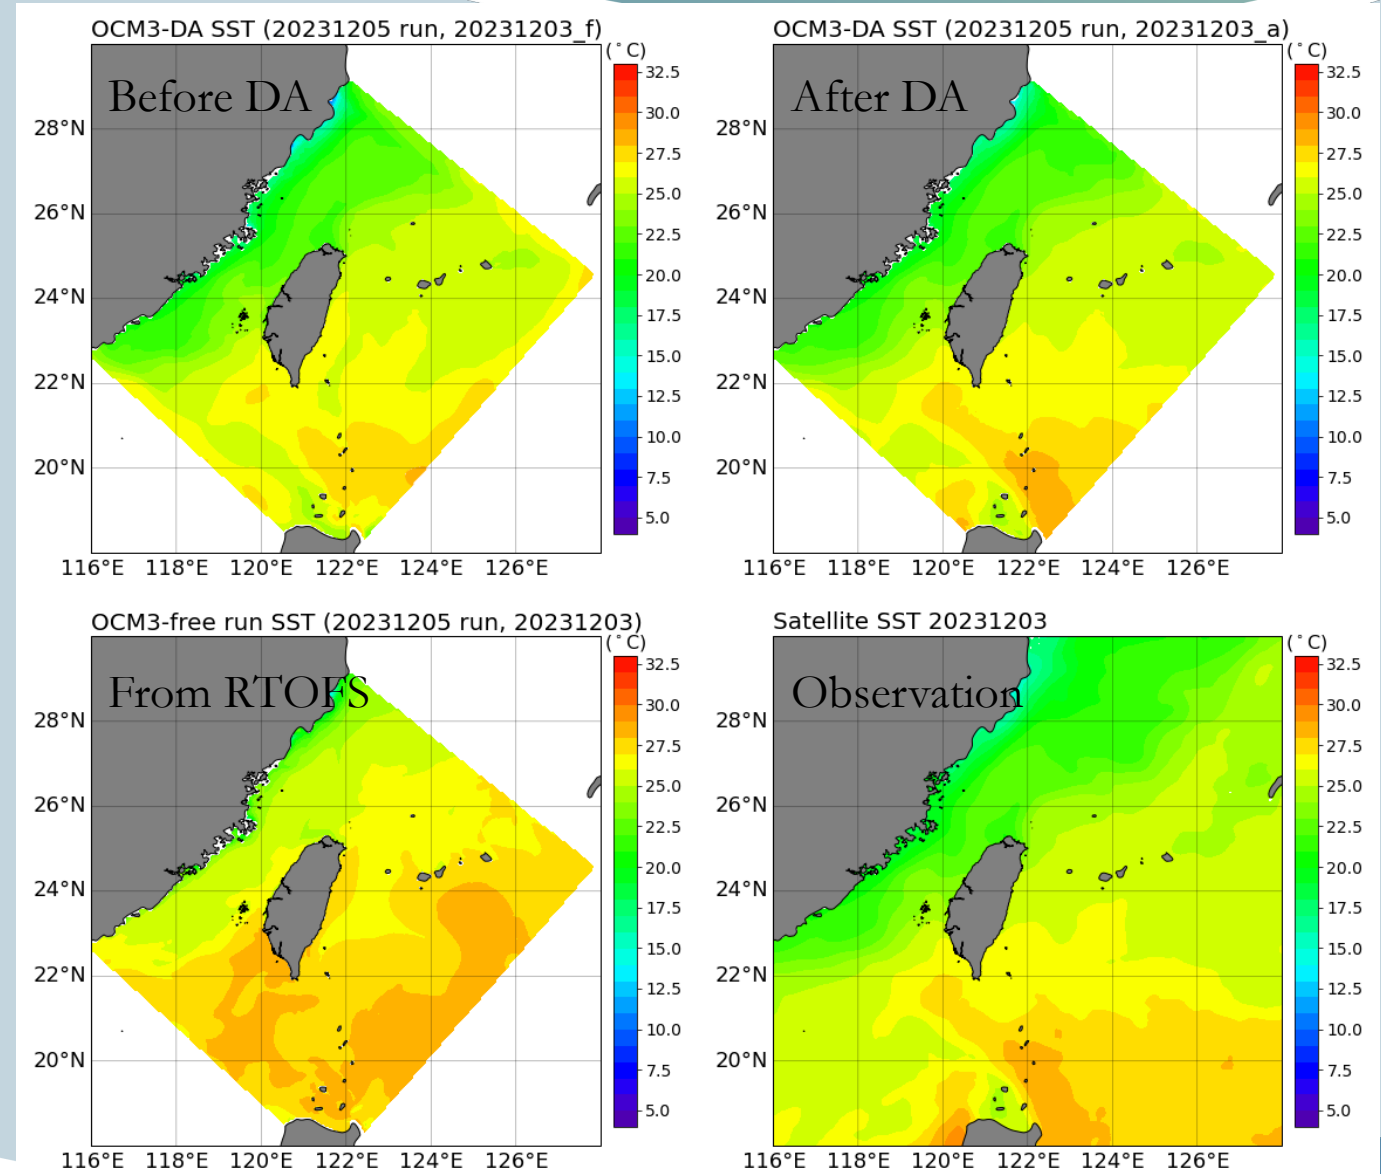 OCM3-DA SST (20231205 run, 20231203_f)
(°C)
Before DA
28°N
26°N
24°N
22°N
20°N
116°E 118°E 120°E 122°E 124°E 126°E
32.5
30.0
27.5
25.0
22.5
20.0
17.5
15.0
12.5
10.0
7.5
5.0
OCM3-DA SST (20231205 run, 20231203_a)
(°C)
After DA
28°N
26°N
24°N
22°N
20°N
116°E 118°E 120°E 122°E 124°E 126°E
32.5
30.0
27.5
25.0
22.5
20.0
17.5
15.0
12.5
10.0
7.5
5.0
OCM3-free run SST (20231205 run, 20231203)
(°C)
From RTOFS
28°N
26°N
24°N
22°N
20°N
116°E 118°E 120°E 122°E 124°E 126°E
32.5
30.0
27.5
25.0
22.5
20.0
17.5
15.0
12.5
10.0
7.5
5.0
Satellite SST 20231203
(°C)
Observation
28°N
26°N
24°N
22°N
20°N
116°E 118°E 120°E 122°E 124°E 126°E
32.5
30.0
27.5
25.0
22.5
20.0
17.5
15.0
12.5
10.0
7.5
5.0